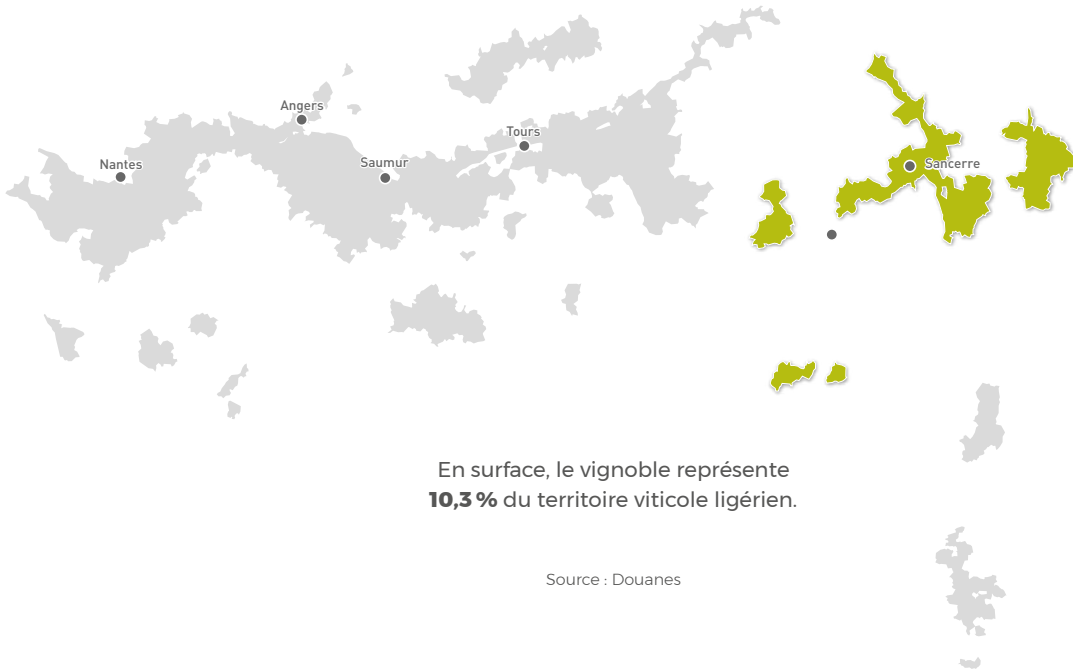 Angers
Tours
Nantes
Saumur
Sancerre
En surface, le vignoble représente
10,3 % du territoire viticole ligérien.
Source : Douanes